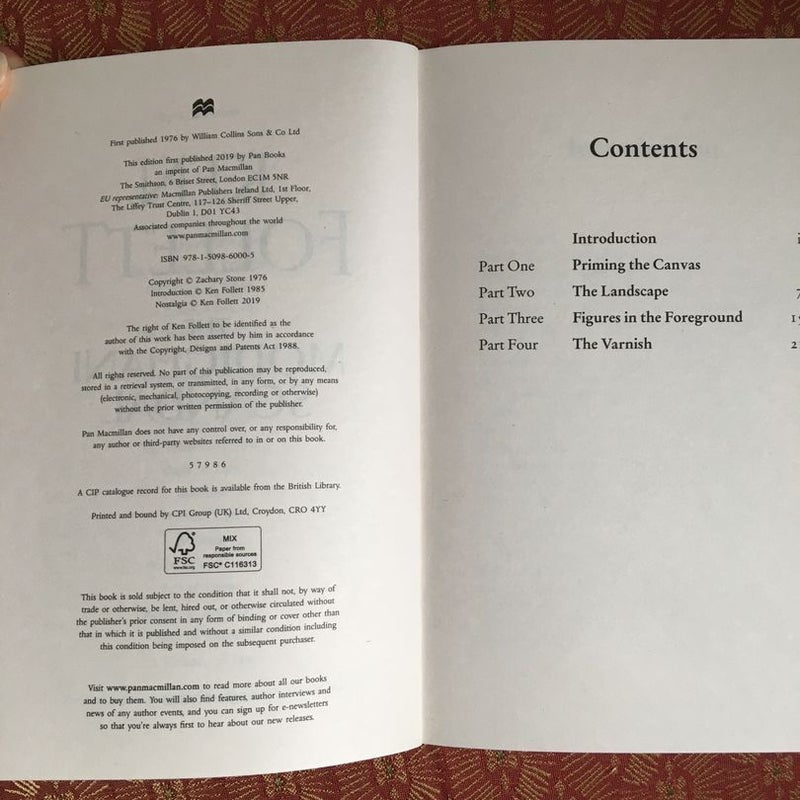 First published 1976 by William Collins Sons & Co Ltd
This edition first published 2019 by Pan Books
an imprint of Pan Macmillan
The Smithson, 6 Briset Street, London EC1M 5NR
EU representative: Macmillan Publishers Ireland Ltd, 1st Floor,
The Liffey Trust Centre, 117–126 Sheriff Street Upper,
Dublin 1, D01 YC43
Associated companies throughout the world
www.panmacmillan.com
ISBN 978-1-5098-6000-5
Copyright © Zachary Stone 1976
Introduction © Ken Follett 1985
Nostalgia © Ken Follett 2019
The right of Ken Follett to be identified as the
author of this work has been asserted by him in accordance
with the Copyright, Designs and Patents Act 1988.
All rights reserved. No part of this publication may be reproduced,
stored in a retrieval system, or transmitted, in any form, or by any means
(electronic, mechanical, photocopying, recording or otherwise)
without the prior written permission of the publisher.
Pan Macmillan does not have any control over, or any responsibility for,
any author or third-party websites referred to in or on this book.
5 7 9 8 6
A CIP catalogue record for this book is available from the British Library.
Printed and bound by CPI Group (UK) Ltd, Croydon, CR0 4YY
FSC
www.fsc.org
MIX
Paper from
responsible sources
FSC® C116313
This book is sold subject to the condition that it shall not, by way of
trade or otherwise, be lent, hired out, or otherwise circulated without
the publisher's prior consent in any form of binding or cover other than
that in which it is published and without a similar condition including
this condition being imposed on the subsequent purchaser.
Visit www.panmacmillan.com to read more about all our books
and to buy them. You will also find features, author interviews and
news of any author events, and you can sign up for e-newsletters
so that you're always first to hear about our new releases.
Contents
Introduction
Part One Priming the Canvas
Part Two The Landscape
Part Three Figures in the Foreground
Part Four The Varnish